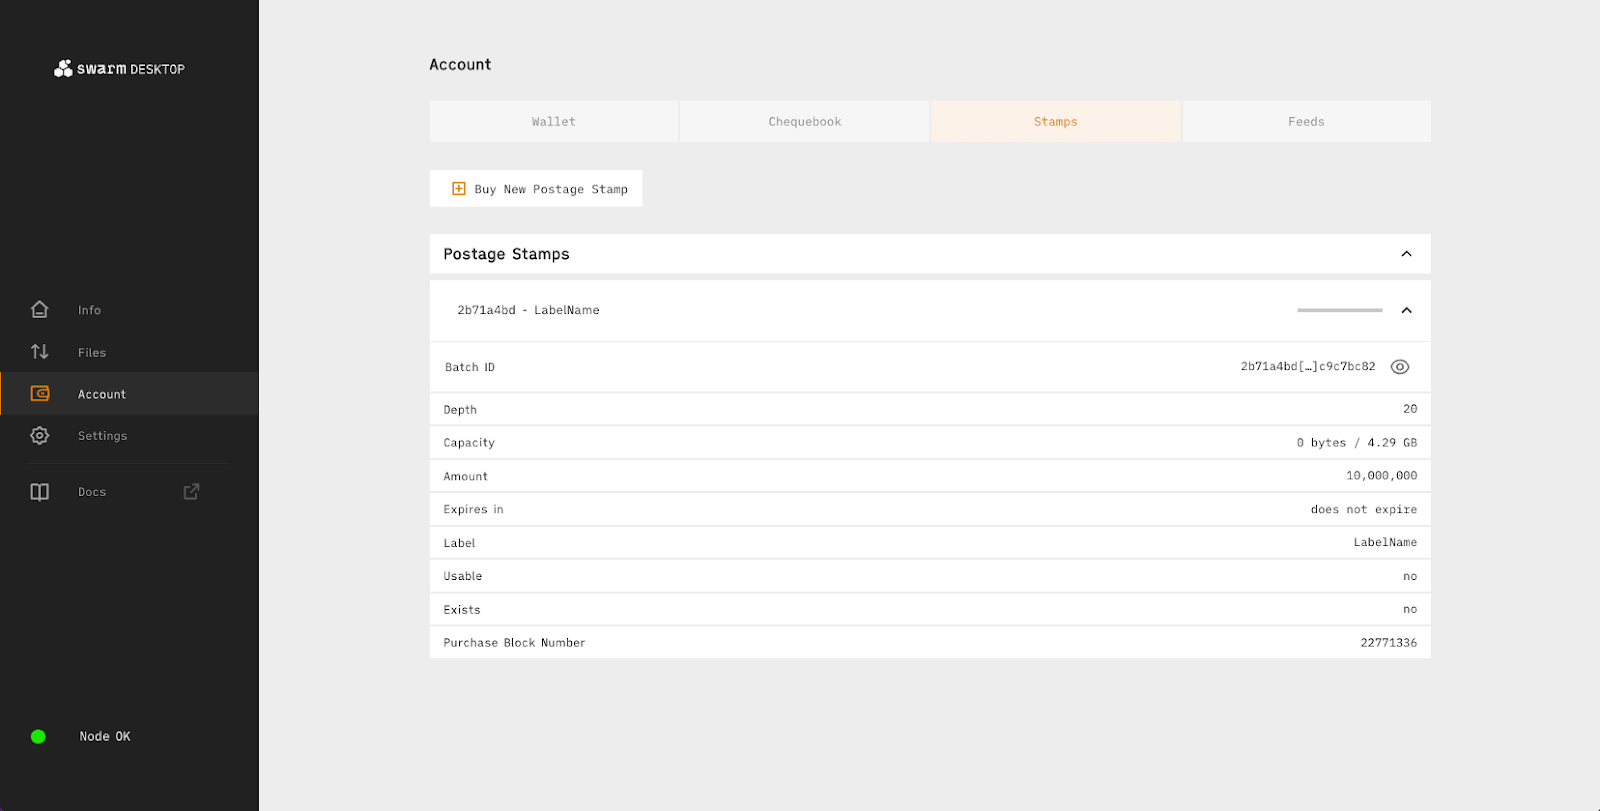 swarm DESKTOP
Info
Files
Account
Settings
Docs
Node OK
Account
Wallet Chequebook Stamps Feeds
Buy New Postage Stamp
Postage Stamps
2b71a4bd - LabelName
Batch ID 2b71a4bd[…]c9c7bc82
Depth 20
Capacity 0 bytes / 4.29 GB
Amount 10,000,000
Expires in does not expire
Label LabelName
Usable no
Exists no
Purchase Block Number 22771336